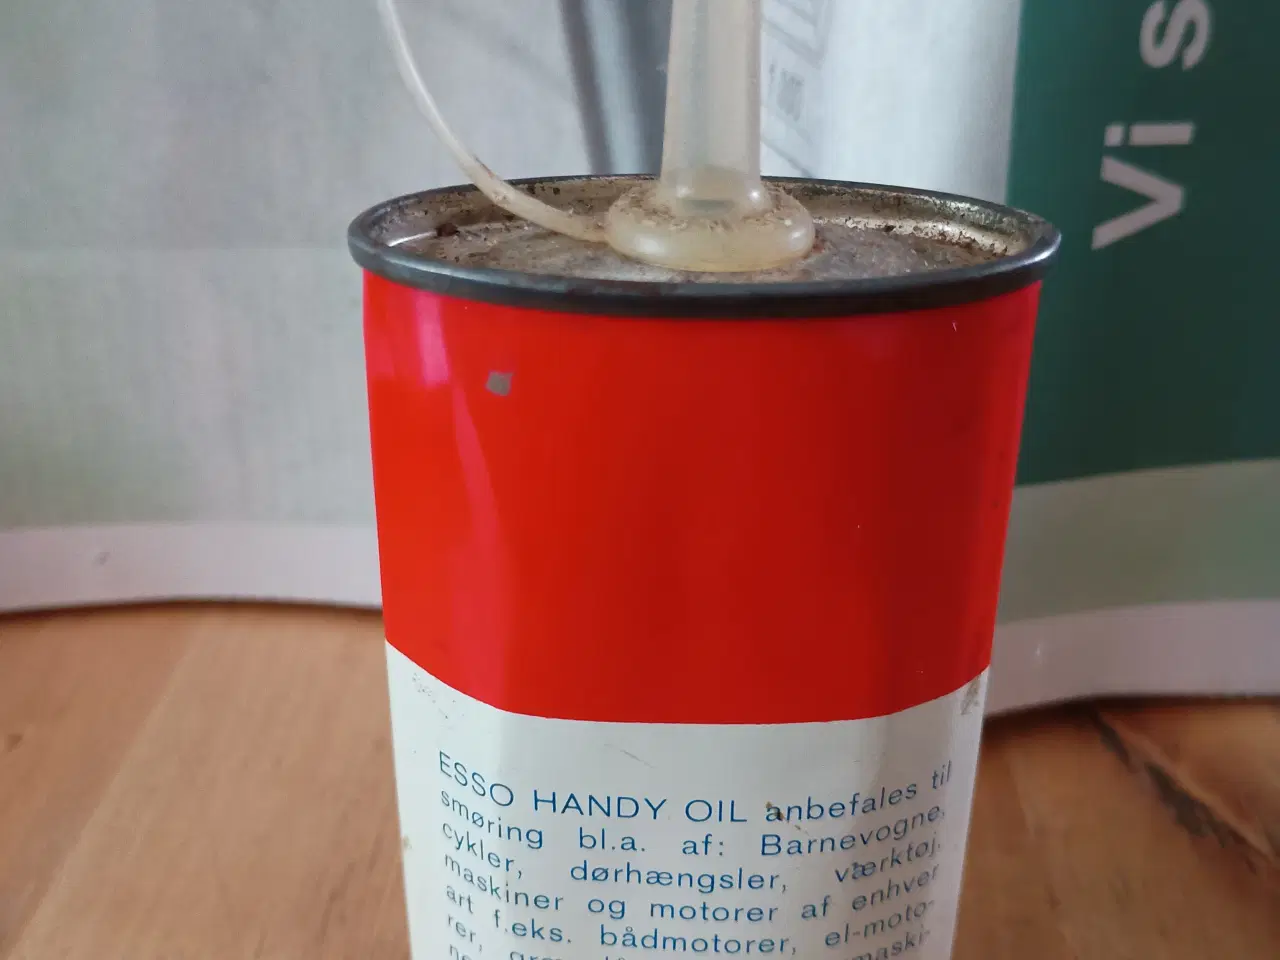 Vi s
ESSO HANDY OIL anbefales til
smøring bl.a. af: Barnevogne,
cykler, dørhængsler, værktøj,
maskiner og motorer af enhver
art f.eks. bådmotorer, el-moto-
rer, maski-